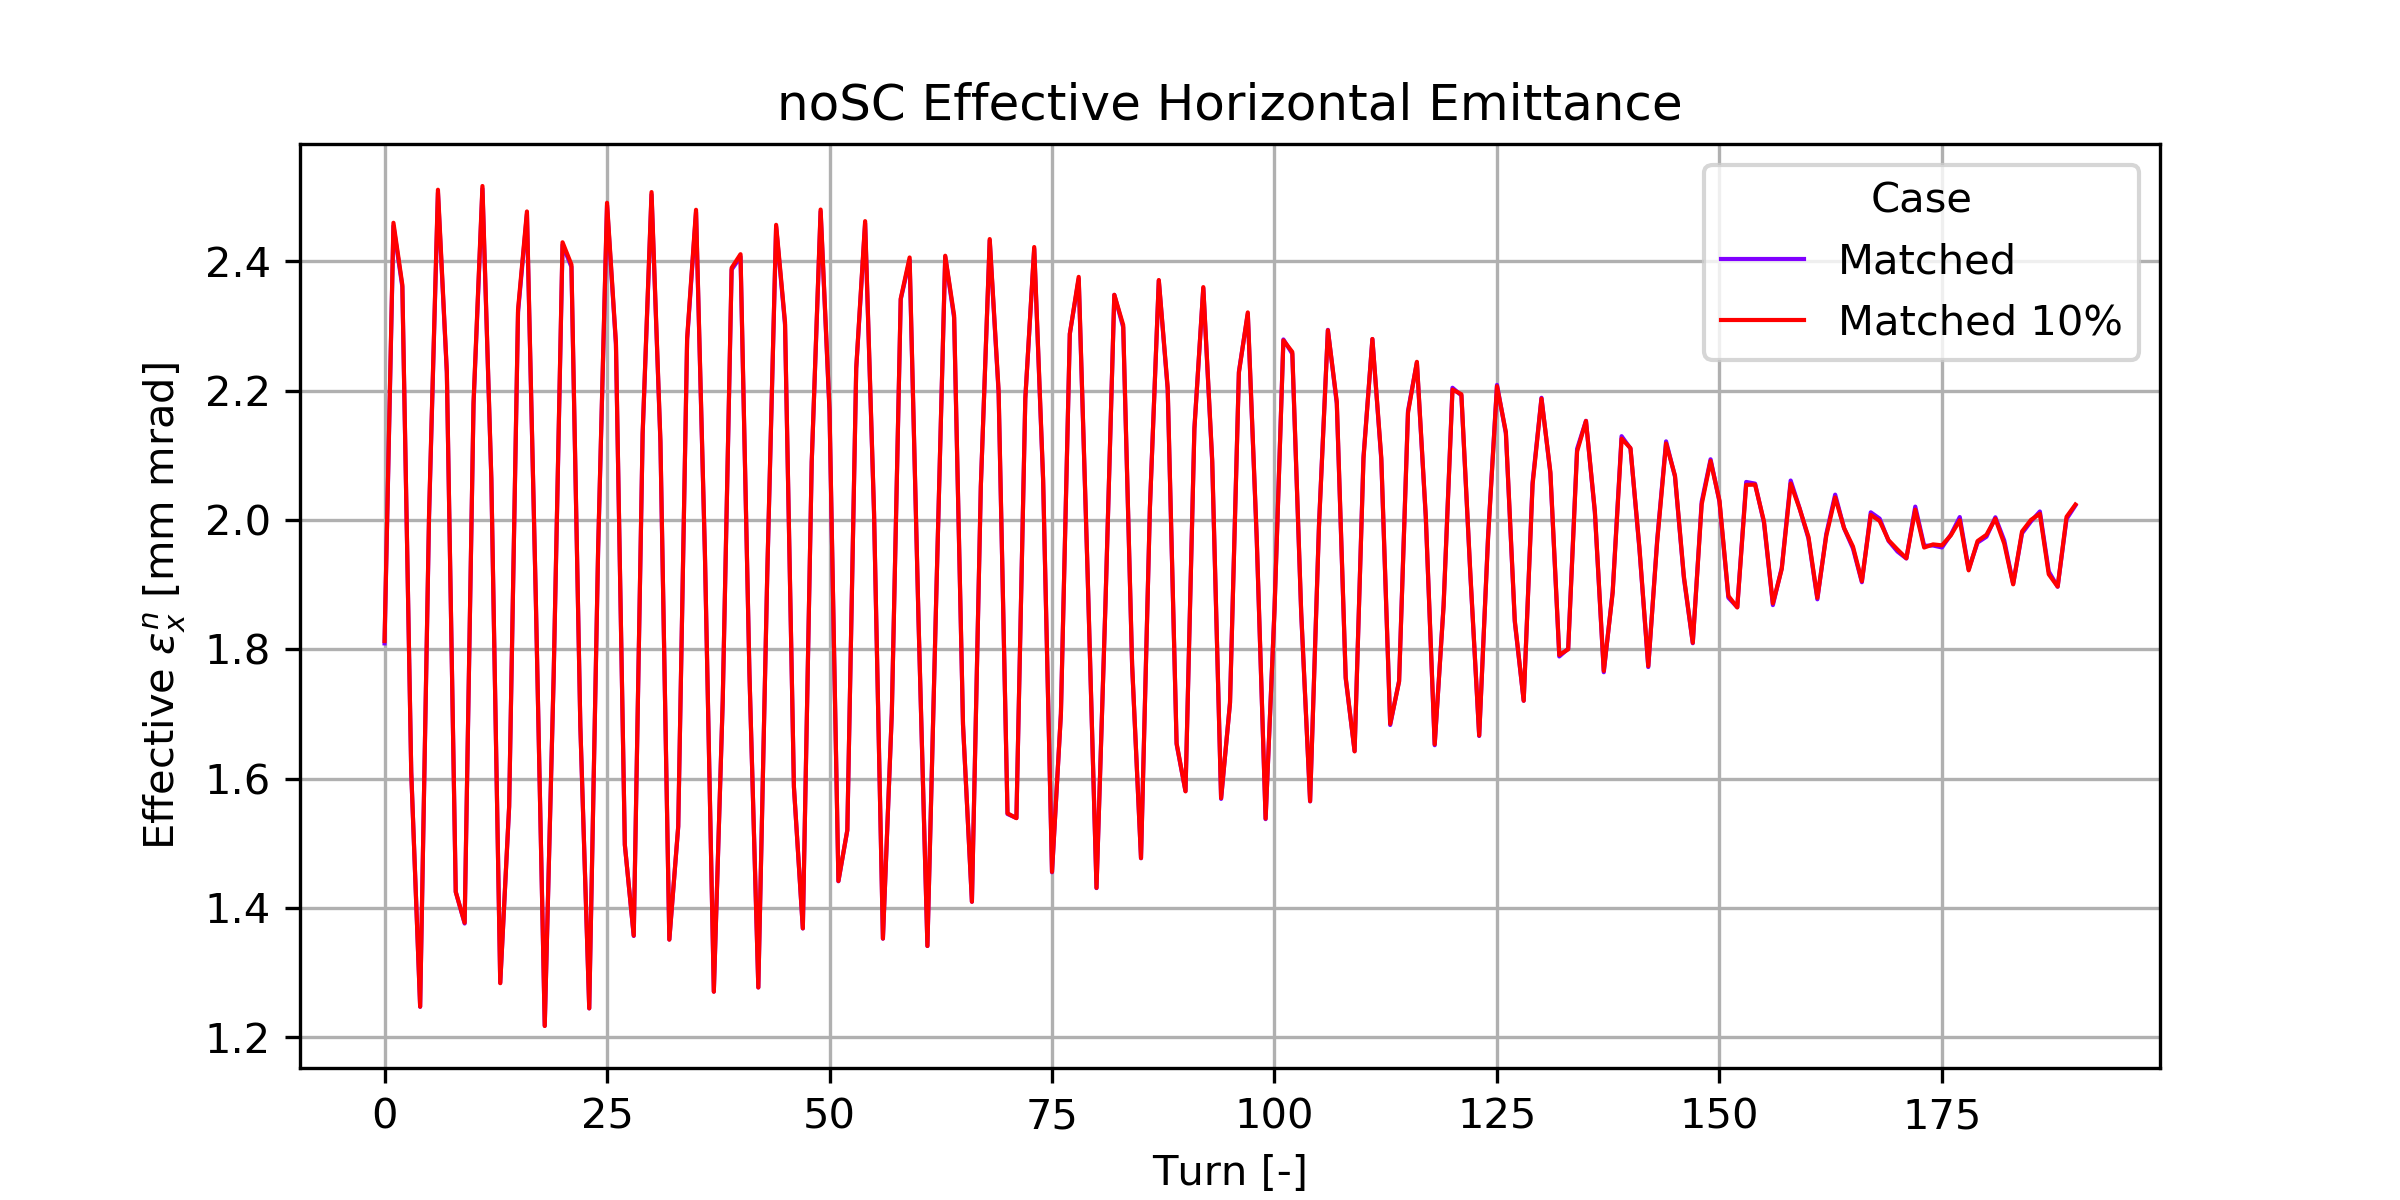 noSC Effective Horizontal Emittance
Case
Matched
Matched 10%
2.4
2.2
2.0
1.8
1.6
1.4
1.2
Effective εₓⁿ [mm mrad]
0 25 50 75 100 125 150 175
Turn [-]